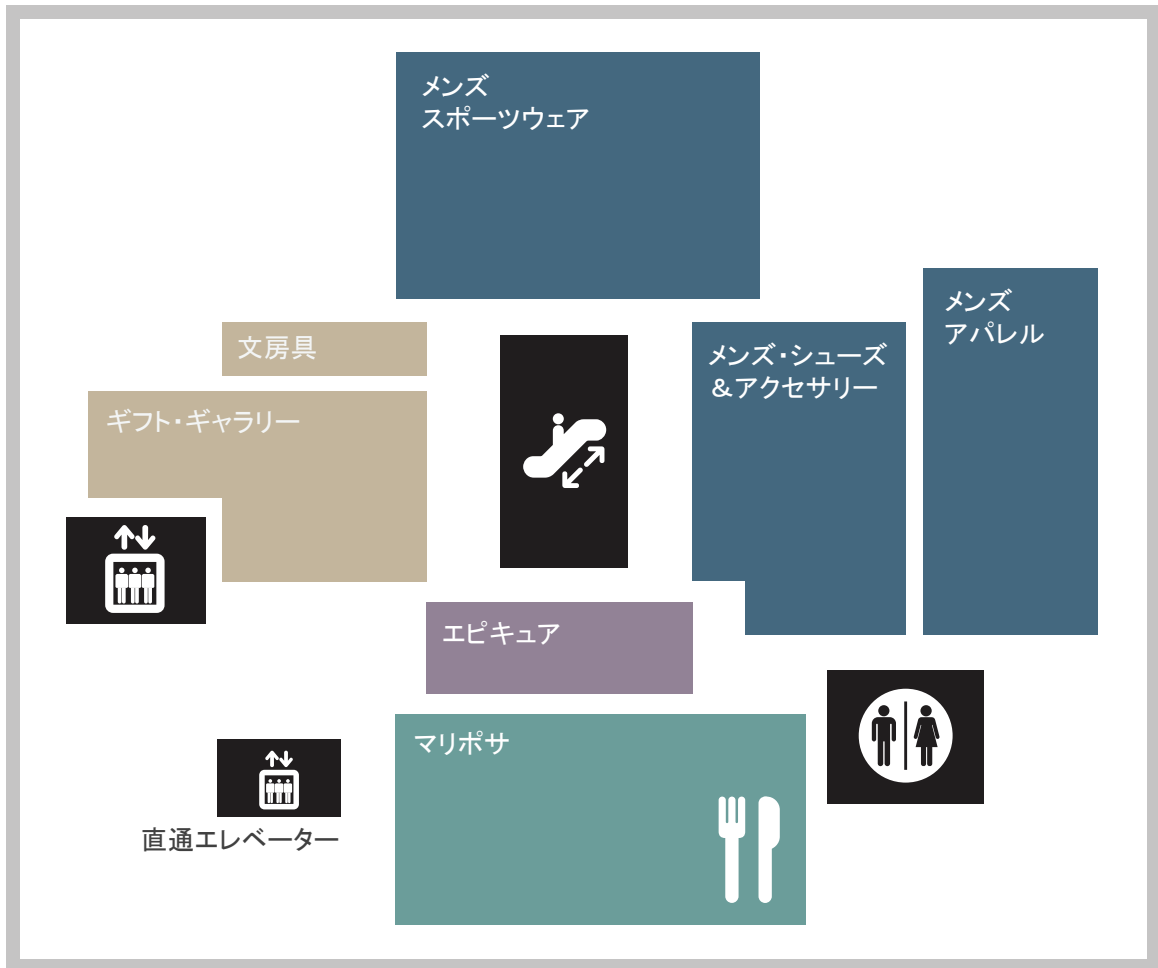 メンズ
スポーツウェア
メンズ
アパレル
文房具
メンズ・シューズ
＆アクセサリー
ギフト・ギャラリー
エピキュア
マリポサ
直通エレベーター